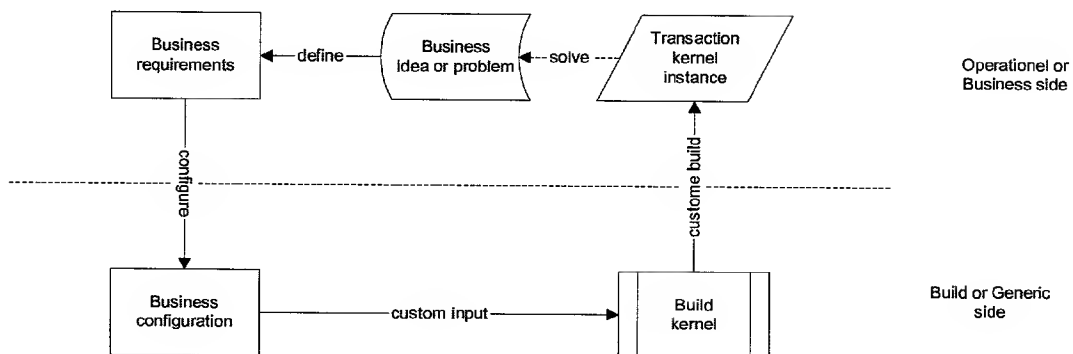 Business
requirements
define
Business
idea or problem
solve
Transaction
kernel
instance
Operationel or
Business side
configure
custome build
Business
configuration
custom input
Build
kernel
Build or Generic
side